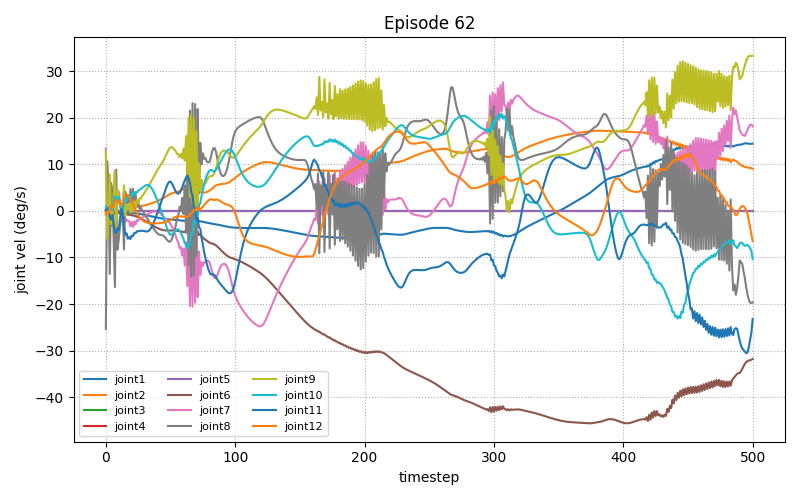 Episode 62
joint vel (deg/s)
30
20
10
0
−10
−20
−30
−40
joint1 joint5 joint9
joint2 joint6 joint10
joint3 joint7 joint11
joint4 joint8 joint12
0 100 200 300 400 500
timestep